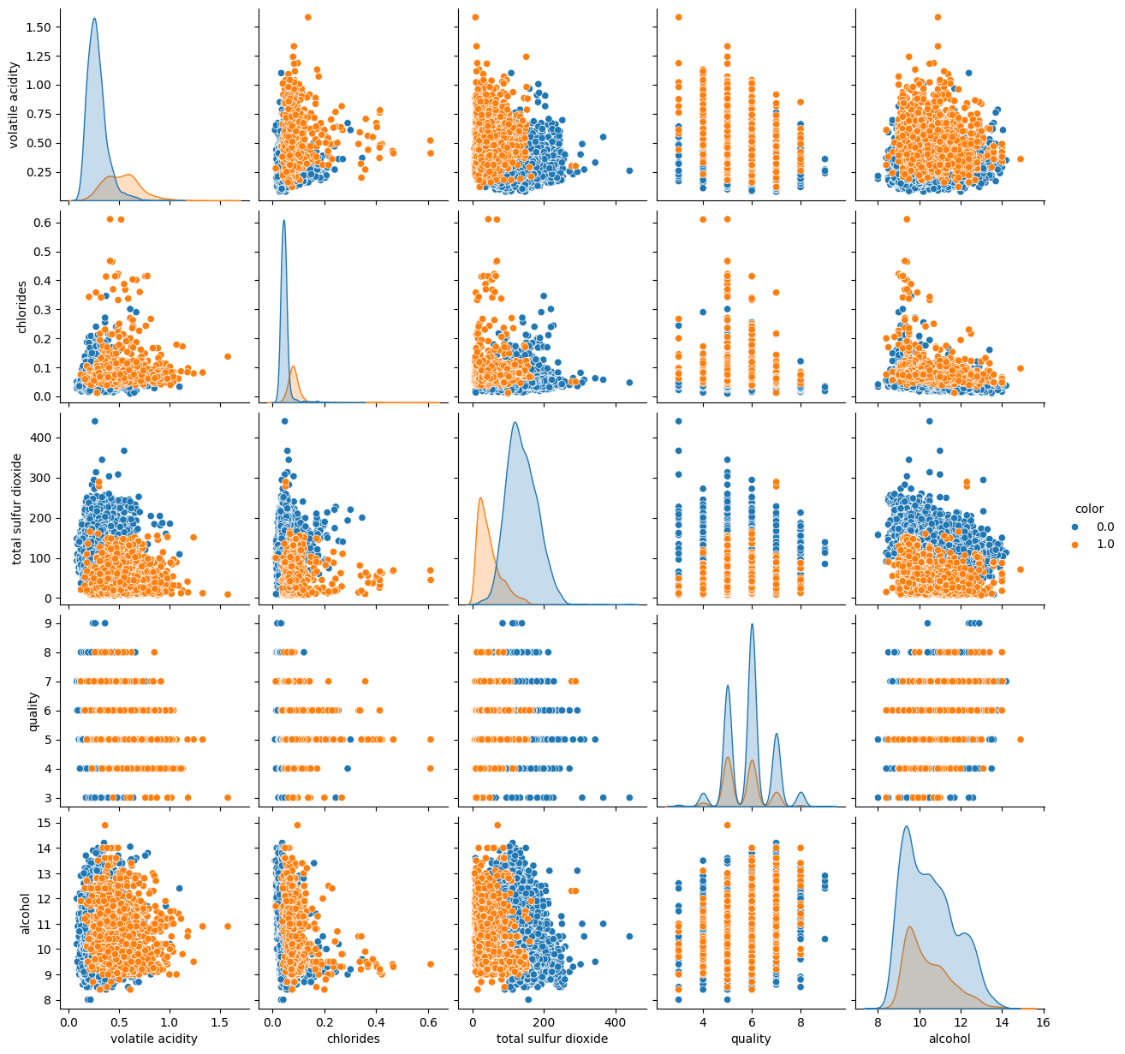 1.50
1.25
1.00
0.75
0.50
0.25
volatile acidity
0.6
0.5
0.4
0.3
0.2
0.1
0.0
chlorides
400
300
200
100
0
total sulfur dioxide
color
0.0
1.0
9
8
7
6
5
4
3
quality
15
14
13
12
11
10
9
8
alcohol
0.0 0.5 1.0 1.5
volatile acidity
0.0 0.2 0.4 0.6
chlorides
0 200 400
total sulfur dioxide
4 6 8
quality
8 10 12 14 16
alcohol